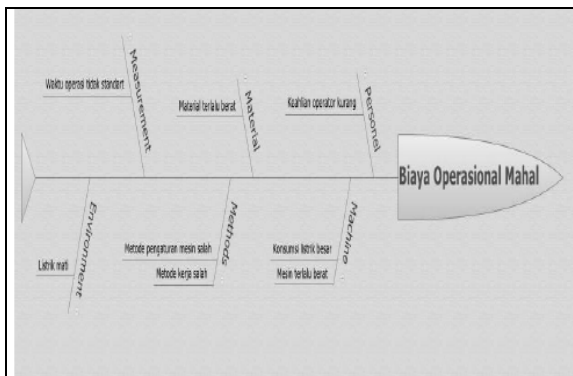 Measurement
Waktu operasi tidak standart
Material
Material terlalu berat
Personel
Keahlian operator kurang
Biaya Operasional Mahal
Environment
Listrik mati
Methods
Metode pengaturan mesin salah
Metode kerja salah
Machine
Konsumsi listrik besar
Mesin terlalu berat